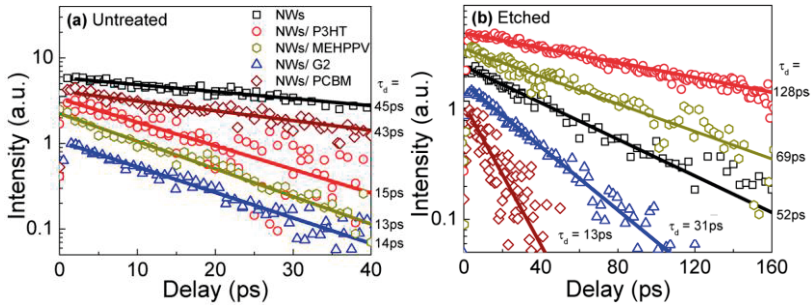 (a) Untreated
NWs
NWs/ P3HT
NWs/ MEHPPV
NWs/ G2
NWs/ PCBM
τd =
45ps
43ps
15ps
13ps
14ps
10
1
0.1
Intensity (a.u.)
0 10 20 30 40
Delay (ps)
(b) Etched
τd =
128ps
69ps
52ps
τd = 13ps
τd = 31ps
1
0.1
Intensity (a.u.)
0 40 80 120 160
Delay (ps)